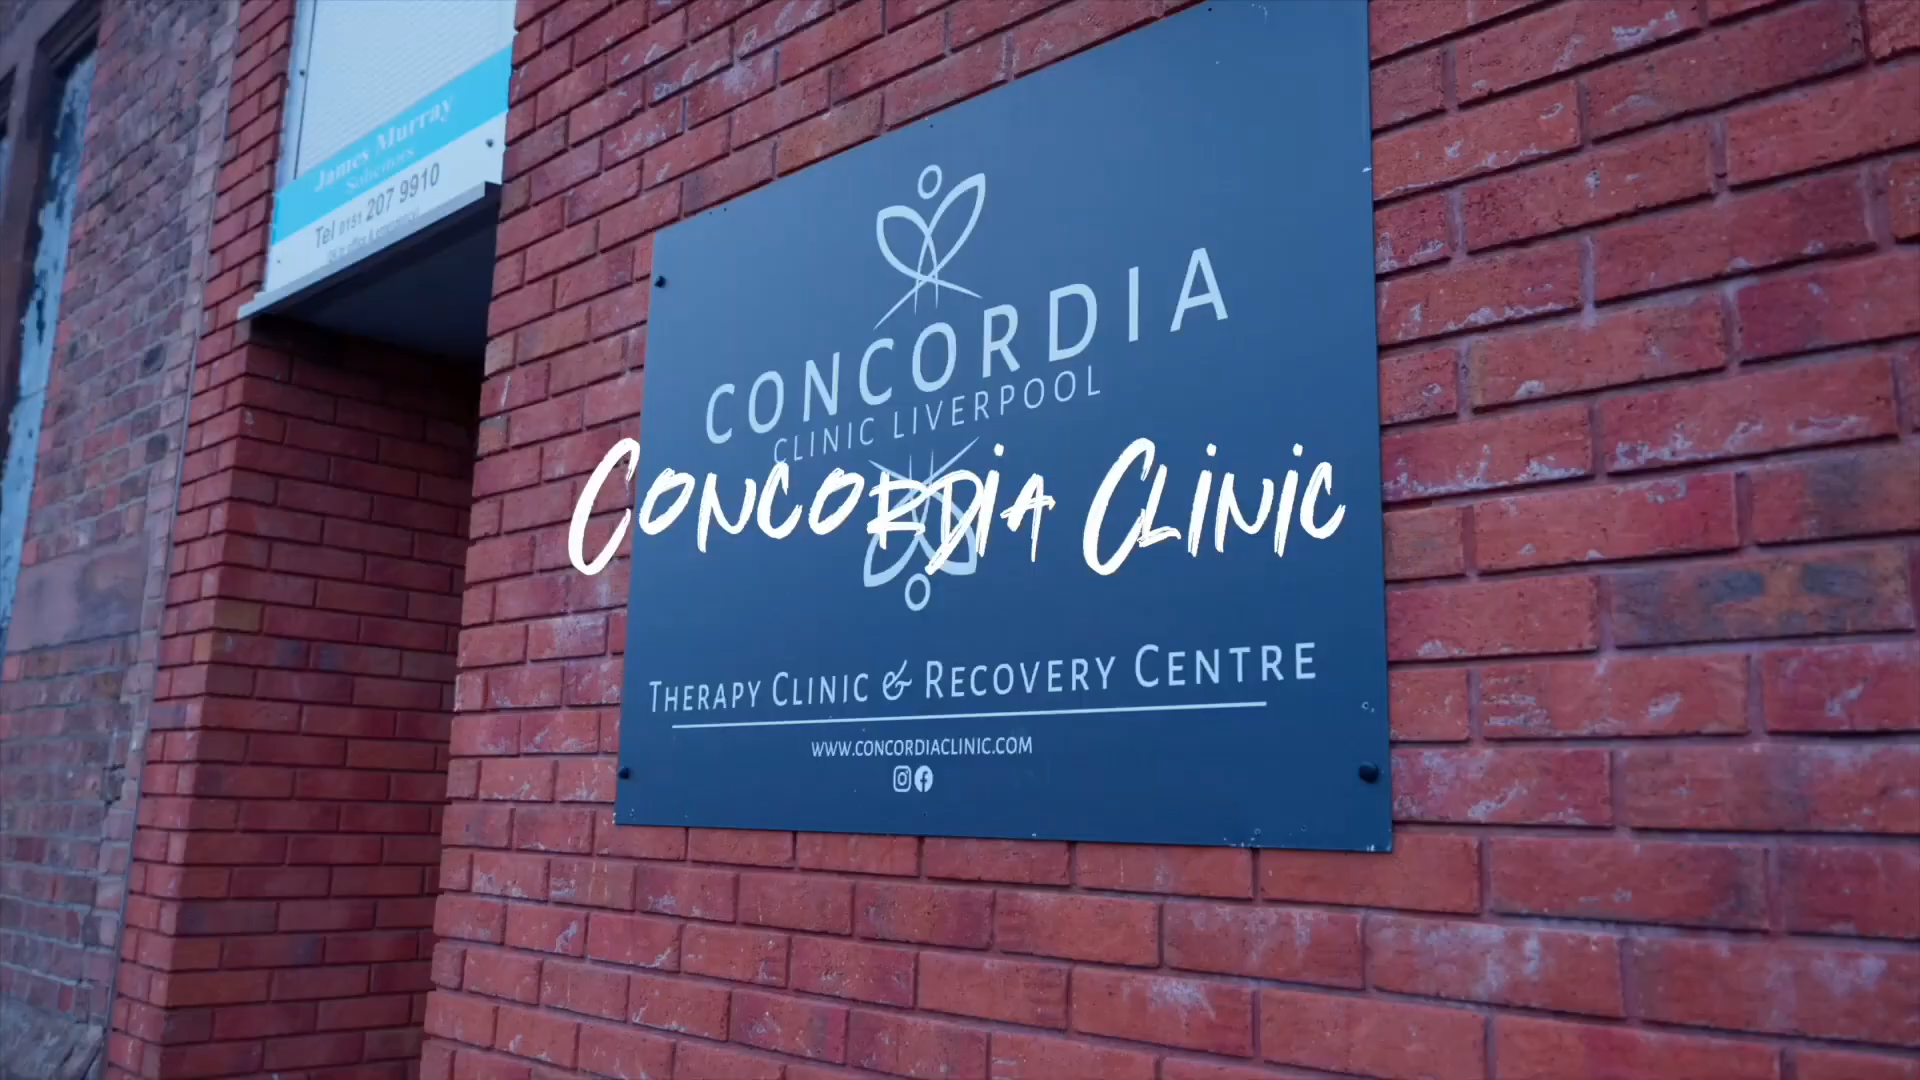 James Murray
Solicitors
Tel 0151 207 9910
CONCORDIA
CLINIC LIVERPOOL
Concordia Clinic
THERAPY CLINIC & RECOVERY CENTRE
WWW.CONCORDIACLINIC.COM